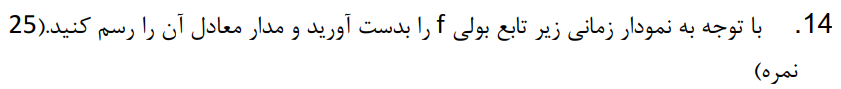 14. با توجه به نمودار زمانی زیر تابع بولی f را بدست آورید و مدار معادل آن را رسم کنید.(25
نمره)